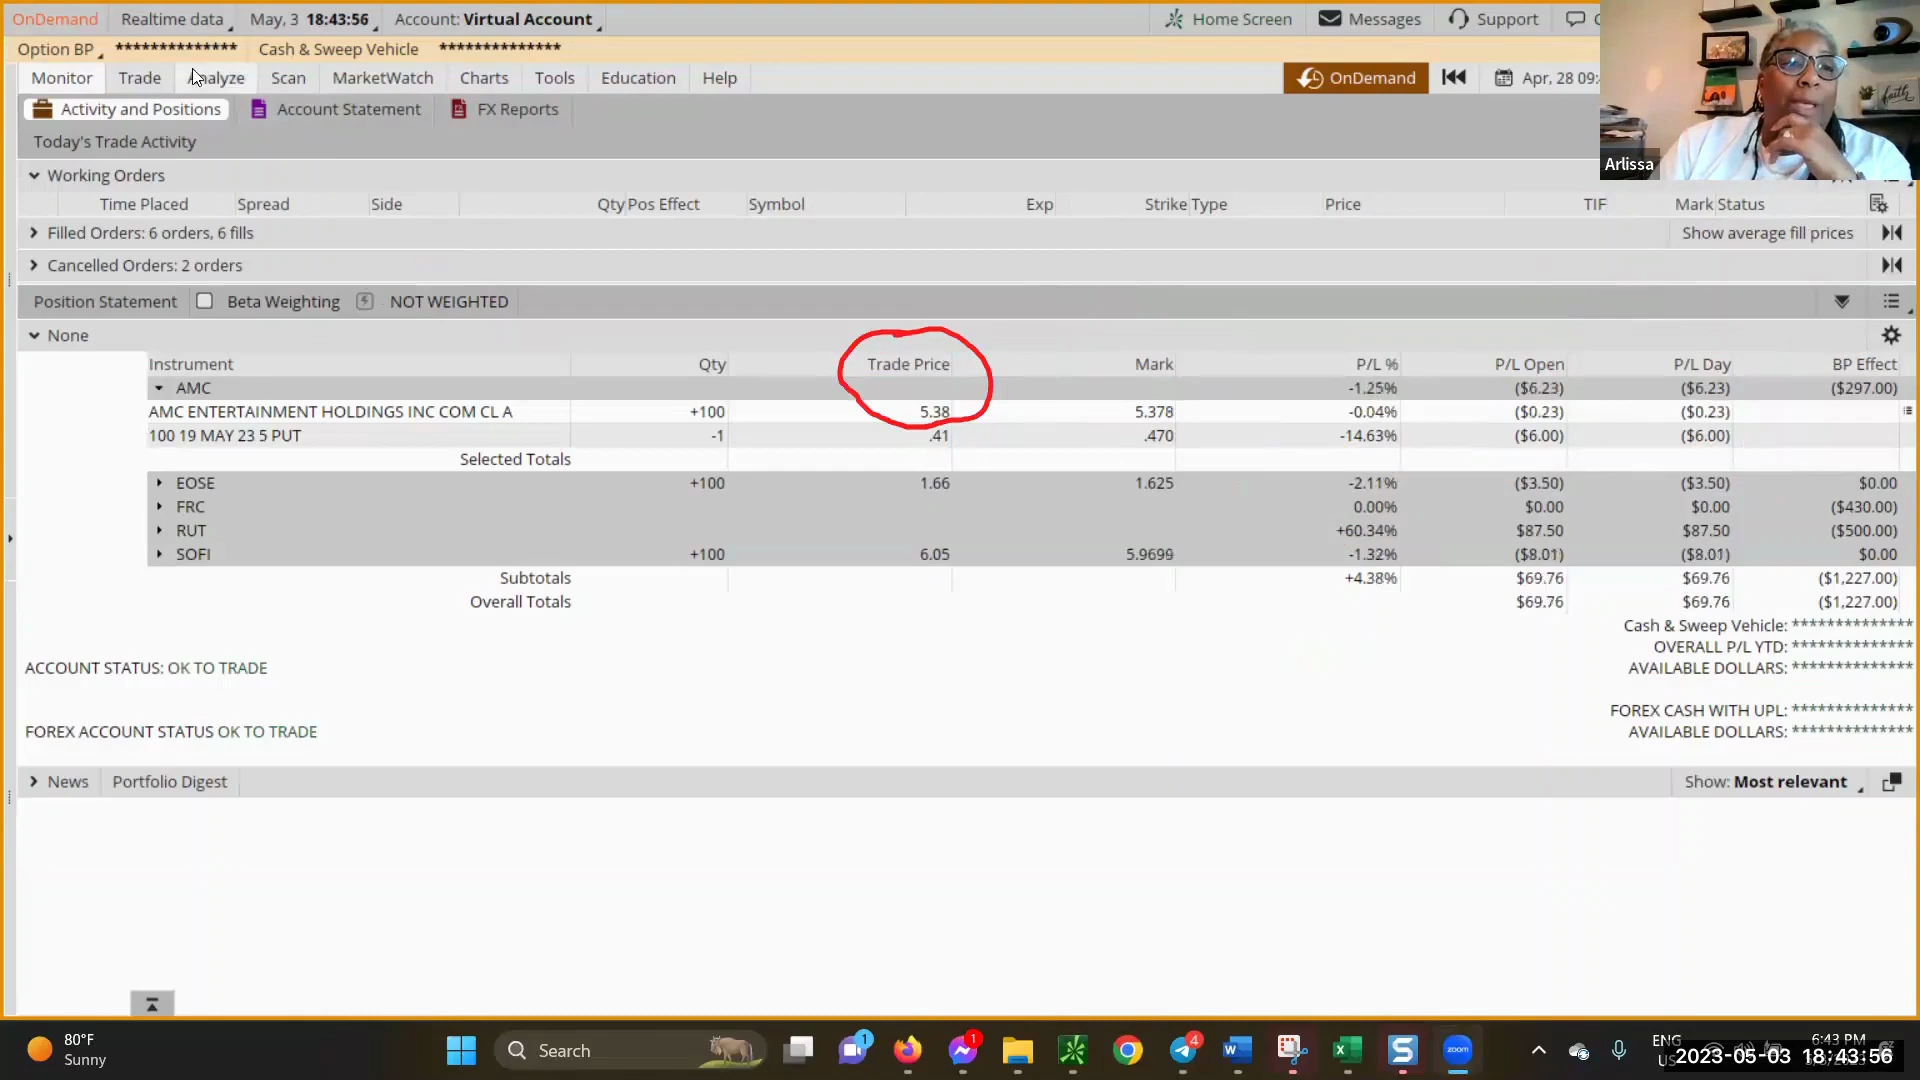 OnDemand Realtime data May, 3 18:43:56 Account: Virtual Account Home Screen Messages Support
Option BP ************** Cash & Sweep Vehicle **************
Monitor Trade Analyze Scan MarketWatch Charts Tools Education Help OnDemand Apr, 28 09:
Activity and Positions Account Statement FX Reports
faith
Today's Trade Activity
Arlissa
Working Orders
Time Placed Spread Side Qty Pos Effect Symbol Exp Strike Type Price TIF Mark Status
Filled Orders: 6 orders, 6 fills Show average fill prices
Cancelled Orders: 2 orders
Position Statement Beta Weighting NOT WEIGHTED
None
Instrument Qty Trade Price Mark P/L % P/L Open P/L Day BP Effect
AMC -1.25% ($6.23) ($6.23) ($297.00)
AMC ENTERTAINMENT HOLDINGS INC COM CL A +100 5.38 5.378 -0.04% ($0.23) ($0.23)
100 19 MAY 23 5 PUT -1 .41 .470 -14.63% ($6.00) ($6.00)
Selected Totals
EOSE +100 1.66 1.625 -2.11% ($3.50) ($3.50) $0.00
FRC 0.00% $0.00 $0.00 ($430.00)
RUT +60.34% $87.50 $87.50 ($500.00)
SOFI +100 6.05 5.9699 -1.32% ($8.01) ($8.01) $0.00
Subtotals +4.38% $69.76 $69.76 ($1,227.00)
Overall Totals $69.76 $69.76 ($1,227.00)
Cash & Sweep Vehicle: **************
OVERALL P/L YTD: **************
ACCOUNT STATUS: OK TO TRADE AVAILABLE DOLLARS: **************
FOREX CASH WITH UPL: **************
FOREX ACCOUNT STATUS OK TO TRADE AVAILABLE DOLLARS: **************
News Portfolio Digest Show: Most relevant
80°F
Sunny
Search
1
1
4
zoom
ENG
US
6:43 PM
2023-05-03 18:43:56